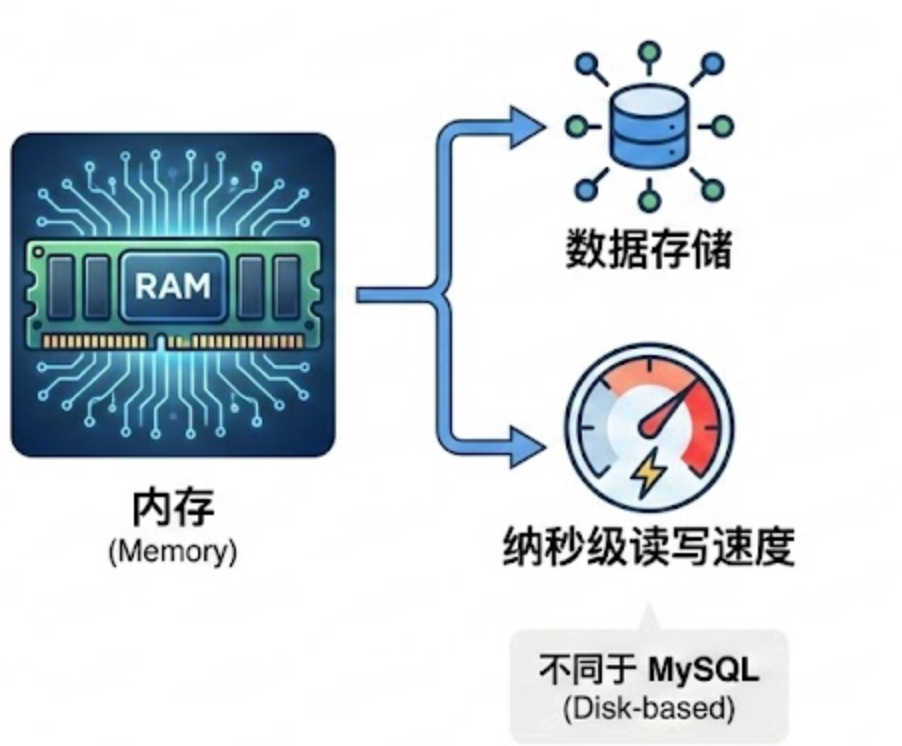 RAM
内存
(Memory)
数据存储
纳秒级读写速度
不同于 MySQL
(Disk-based)